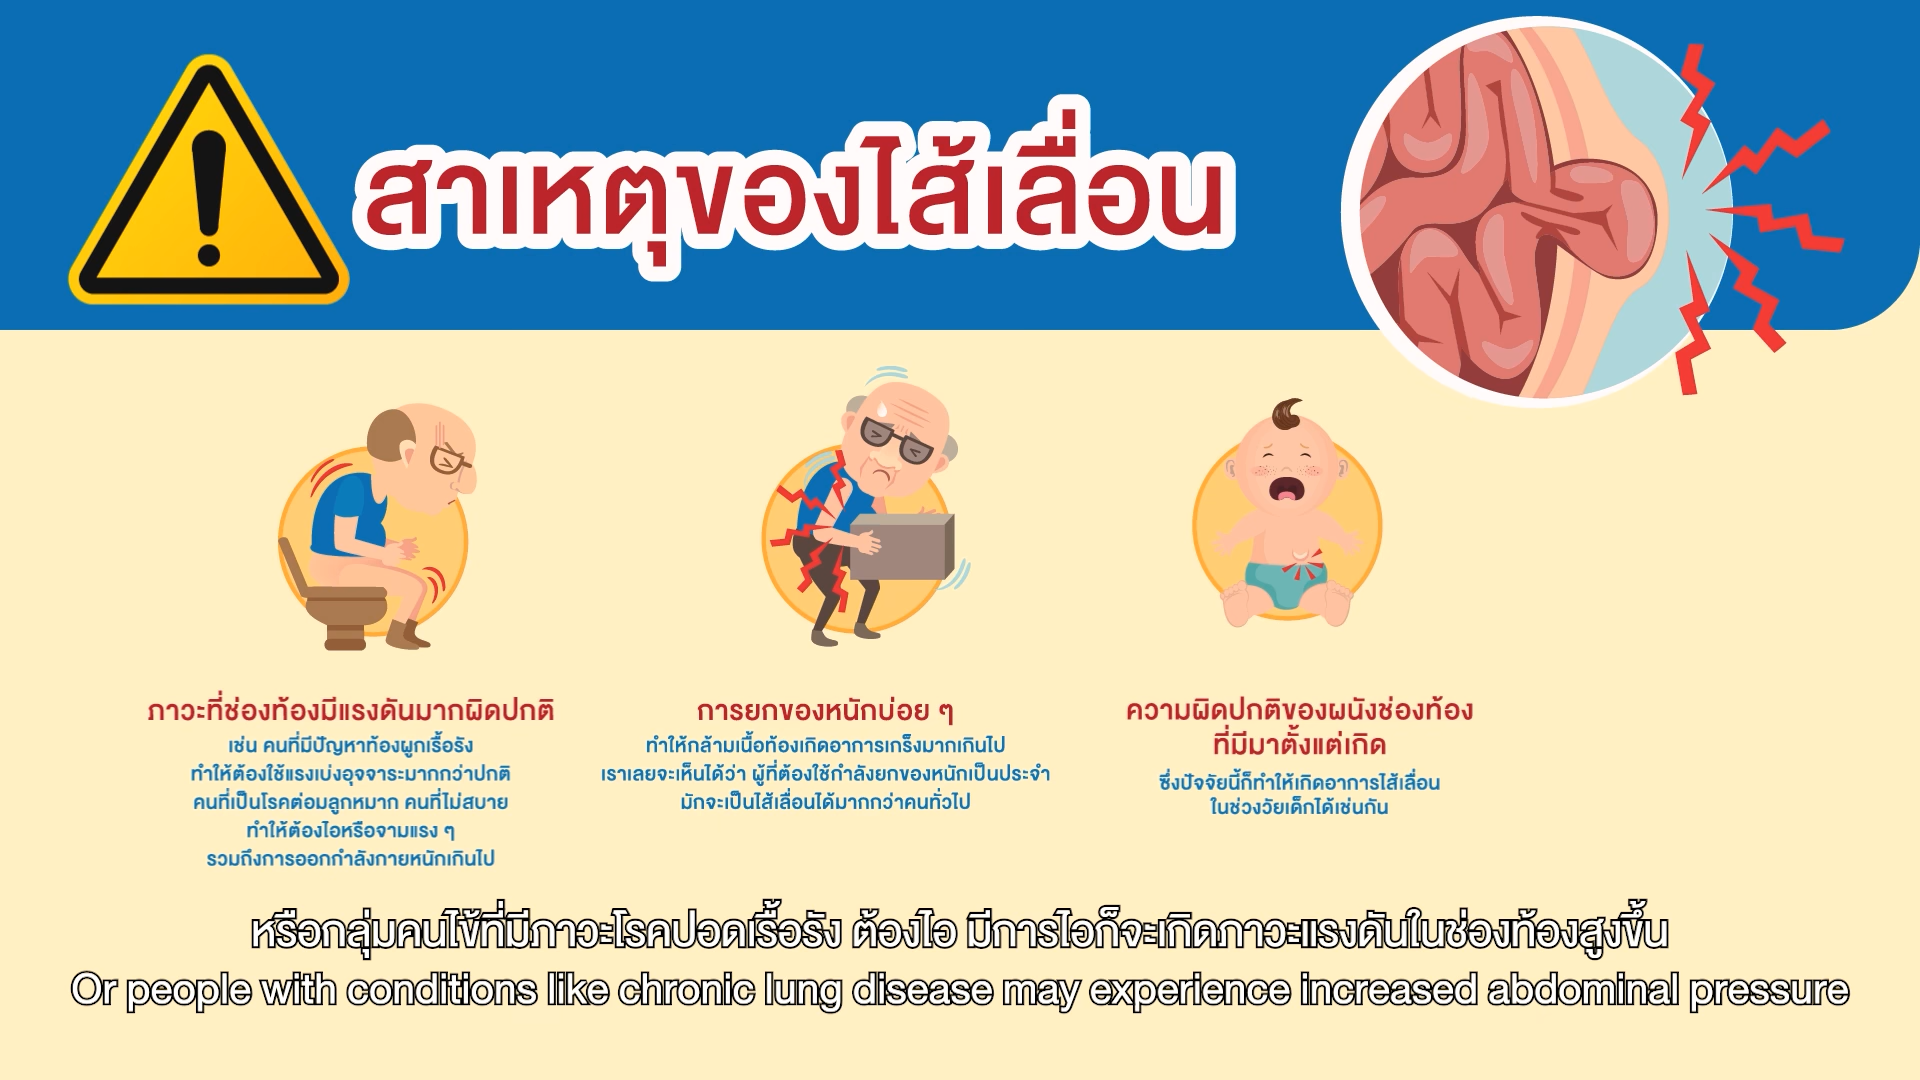 สาเหตุของไส้เลื่อน
ภาวะที่ช่องท้องมีแรงดันมากผิดปกติ
เช่น คนที่มีปัญหาท้องผูกเรื้อรัง
ทำให้ต้องใช้แรงเบ่งอุจจาระมากกว่าปกติ
คนที่เป็นโรคต่อมลูกหมาก คนที่ไม่สบาย
ทำให้ต้องไอหรือจามแรง ๆ
รวมถึงการออกกำลังกายหนักเกินไป
การยกของหนักบ่อย ๆ
ทำให้กล้ามเนื้อท้องเกิดอาการเกร็งมากเกินไป
เราเลยจะเห็นได้ว่า ผู้ที่ต้องใช้กำลังยกของหนักเป็นประจำ
มักจะเป็นไส้เลื่อนได้มากกว่าคนทั่วไป
ความผิดปกติของผนังช่องท้อง
ที่มีมาตั้งแต่เกิด
ซึ่งปัจจัยนี้ก็ทำให้เกิดอาการไส้เลื่อน
ในช่วงวัยเด็กได้เช่นกัน
หรือกลุ่มคนไข้ที่มีภาวะโรคปอดเรื้อรัง ต้องไอ มีการไอก็จะเกิดภาวะแรงดันในช่องท้องสูงขึ้น
Or people with conditions like chronic lung disease may experience increased abdominal pressure